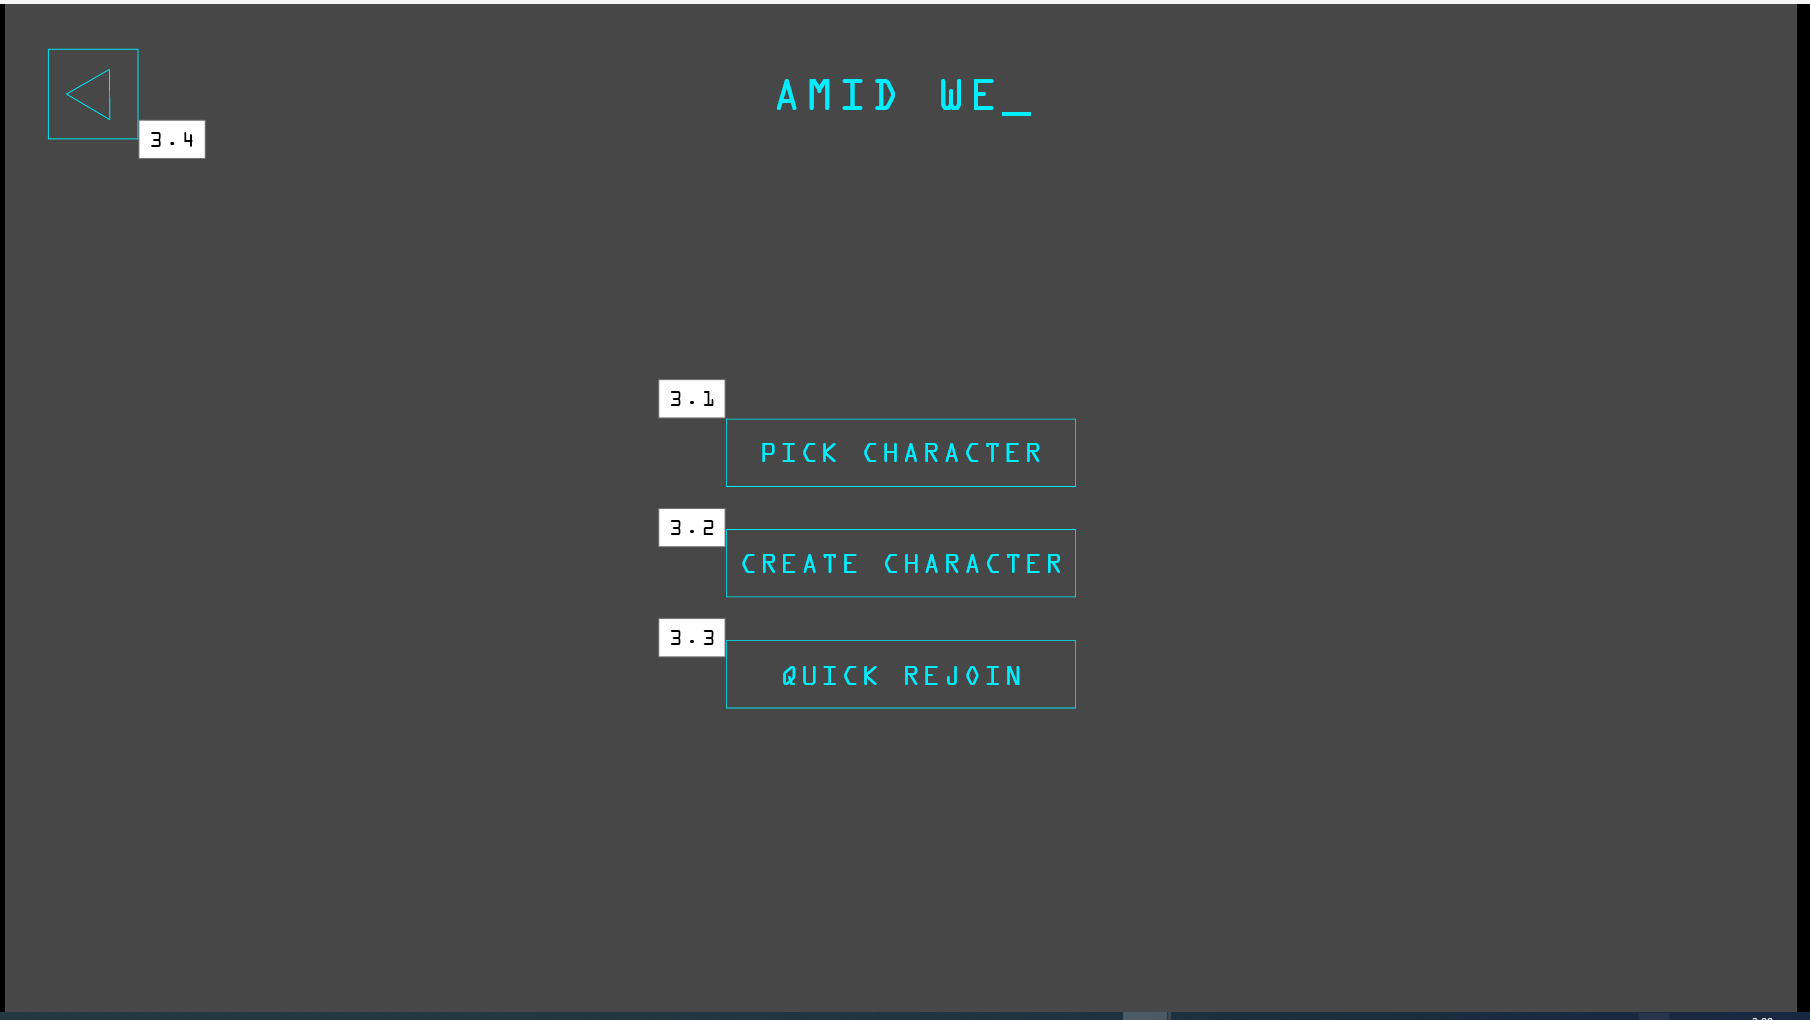 AMID WE_
3.4
3.1
PICK CHARACTER
3.2
CREATE CHARACTER
3.3
QUICK REJOIN